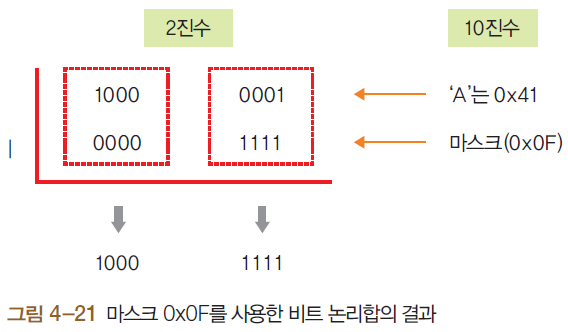 2진수 10진수
1000 0001 ‘A’는 0x41
| 0000 1111 마스크(0x0F)
1000 1111
그림 4-21 마스크 0x0F를 사용한 비트 논리합의 결과